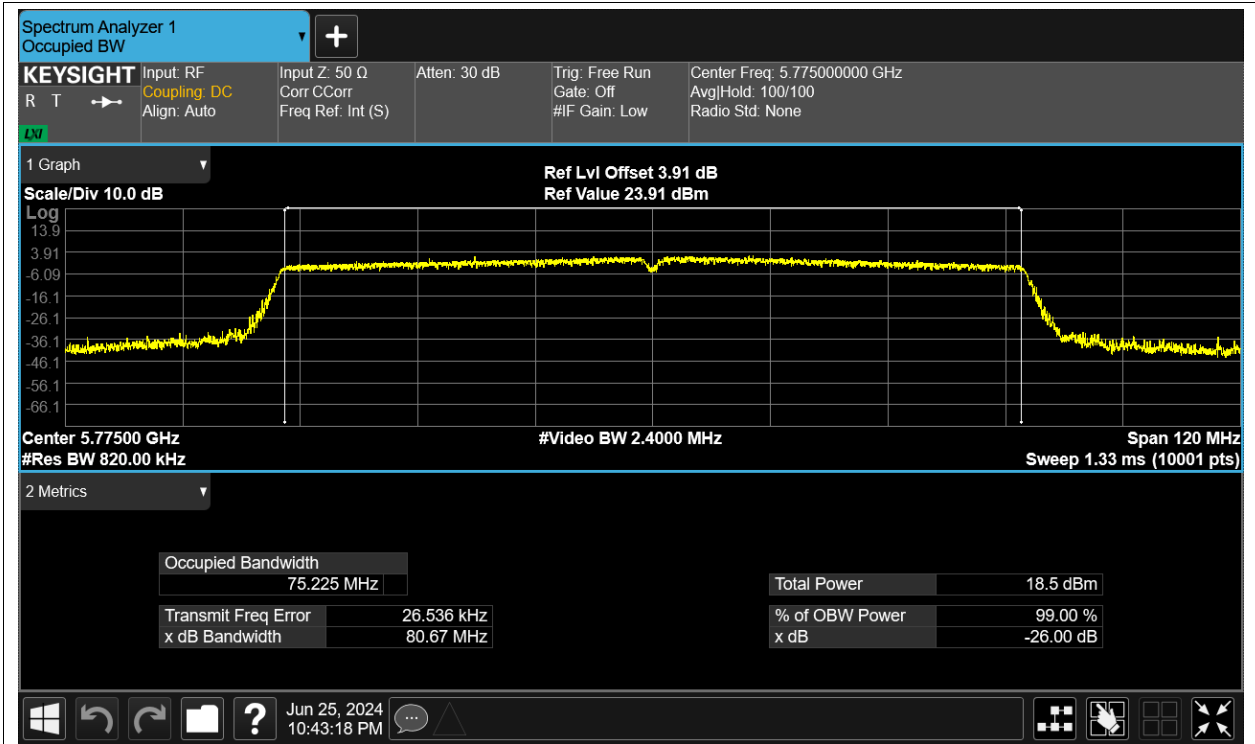 Spectrum Analyzer 1
Occupied BW
▼
+
KEYSIGHT
R T
LXI
Input: RF
Coupling: DC
Align: Auto
Input Z: 50 Ω
Corr CCorr
Freq Ref: Int (S)
Atten: 30 dB
Trig: Free Run
Gate: Off
#IF Gain: Low
Center Freq: 5.775000000 GHz
Avg|Hold: 100/100
Radio Std: None
1 Graph
▼
Scale/Div 10.0 dB
Ref Lvl Offset 3.91 dB
Ref Value 23.91 dBm
Log
13.9
3.91
-6.09
-16.1
-26.1
-36.1
-46.1
-56.1
-66.1
Center 5.77500 GHz
#Res BW 820.00 kHz
#Video BW 2.4000 MHz
Span 120 MHz
Sweep 1.33 ms (10001 pts)
2 Metrics
▼
Occupied Bandwidth
75.225 MHz
Transmit Freq Error 26.536 kHz
x dB Bandwidth 80.67 MHz
Total Power 18.5 dBm
% of OBW Power 99.00 %
x dB -26.00 dB
?
Jun 25, 2024
10:43:18 PM